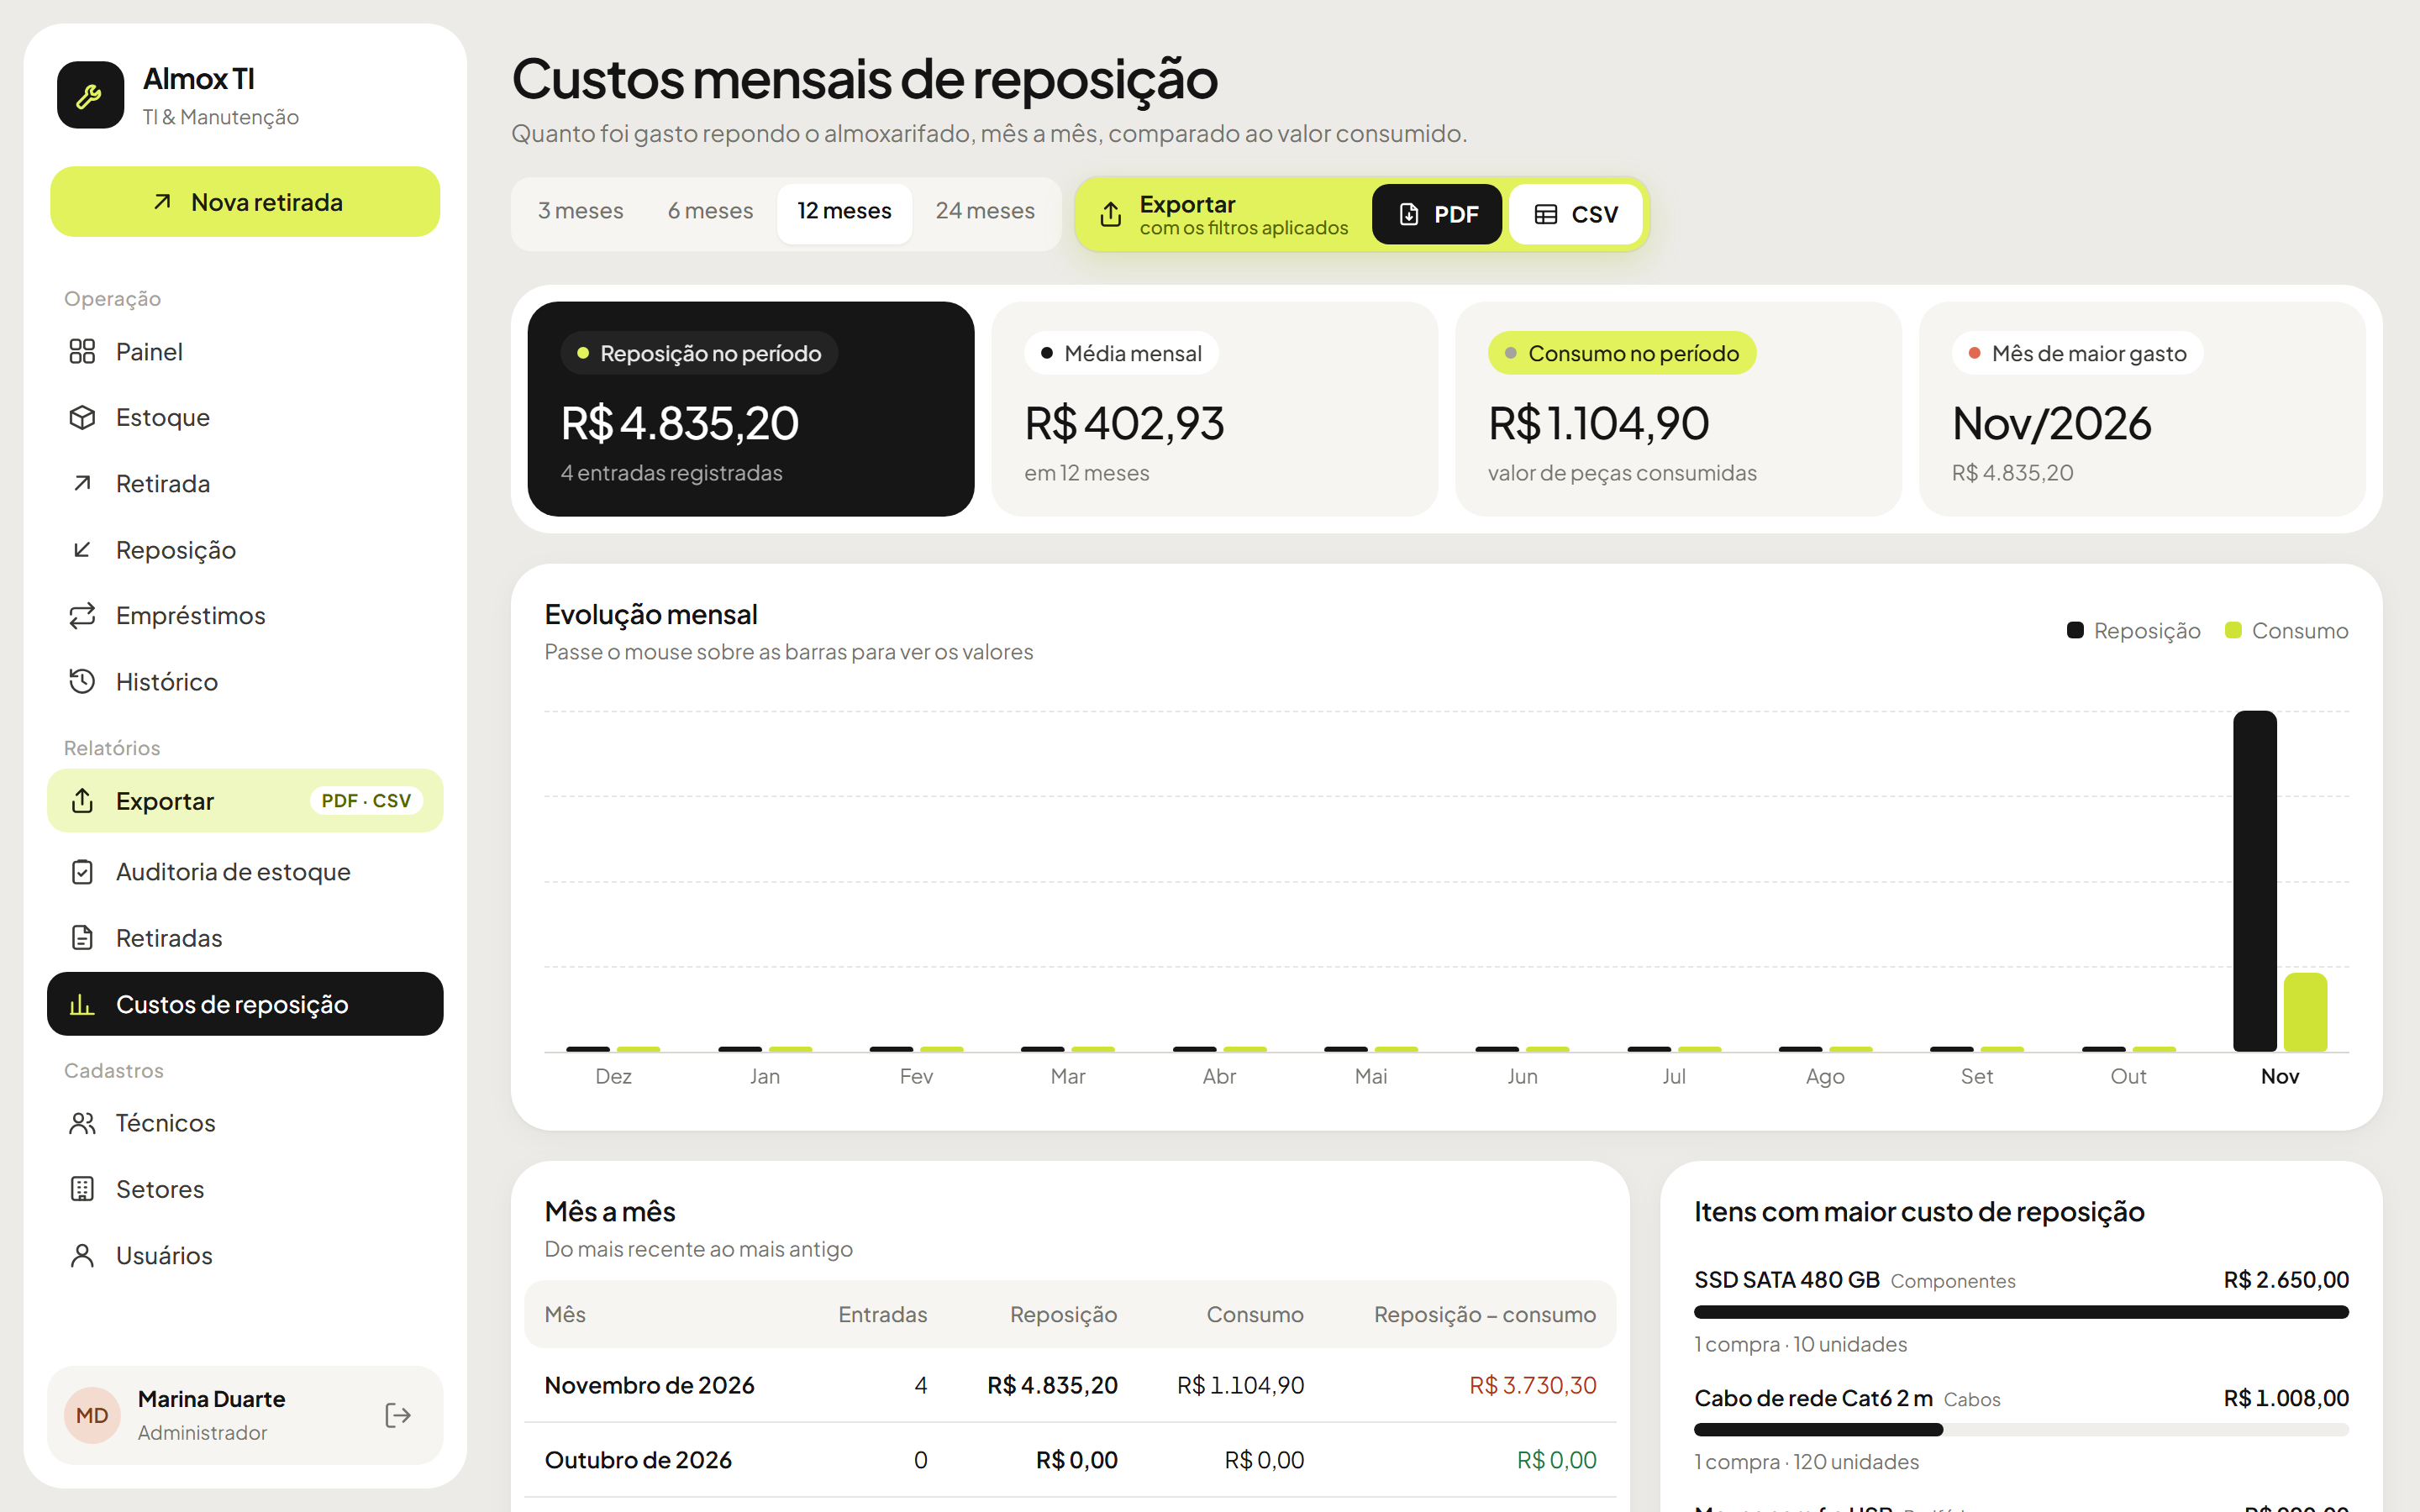 Almox TI
TI & Manutenção
Nova retirada
Operação
Painel
Estoque
Retirada
Reposição
Empréstimos
Histórico
Relatórios
Exportar PDF · CSV
Auditoria de estoque
Retiradas
Custos de reposição
Cadastros
Técnicos
Setores
Usuários
MD
Marina Duarte
Administrador
Custos mensais de reposição
Quanto foi gasto repondo o almoxarifado, mês a mês, comparado ao valor consumido.
3 meses 6 meses 12 meses 24 meses
Exportar
com os filtros aplicados
PDF CSV
Reposição no período
R$ 4.835,20
4 entradas registradas
Média mensal
R$ 402,93
em 12 meses
Consumo no período
R$ 1.104,90
valor de peças consumidas
Mês de maior gasto
Nov/2026
R$ 4.835,20
Evolução mensal
Passe o mouse sobre as barras para ver os valores
Reposição Consumo
Dez Jan Fev Mar Abr Mai Jun Jul Ago Set Out Nov
Mês a mês
Do mais recente ao mais antigo
Mês Entradas Reposição Consumo Reposição – consumo
Novembro de 2026 4 R$ 4.835,20 R$ 1.104,90 R$ 3.730,30
Outubro de 2026 0 R$ 0,00 R$ 0,00 R$ 0,00
Itens com maior custo de reposição
SSD SATA 480 GB Componentes R$ 2.650,00
1 compra · 10 unidades
Cabo de rede Cat6 2 m Cabos R$ 1.008,00
1 compra · 120 unidades